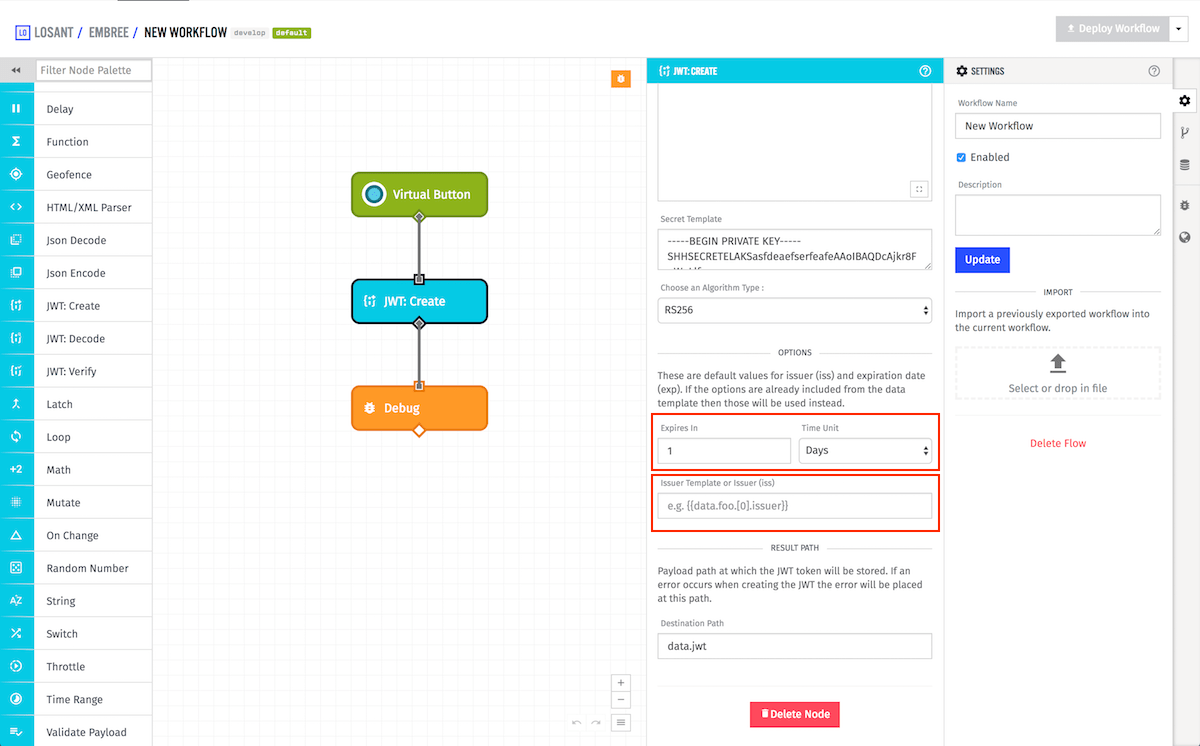 LO LOSANT / EMBREE / NEW WORKFLOW develop default
Deploy Workflow
Filter Node Palette
Delay
Function
Geofence
HTML/XML Parser
Json Decode
Json Encode
JWT: Create
JWT: Decode
JWT: Verify
Latch
Loop
+2 Math
Mutate
On Change
Random Number
AZ String
Switch
Throttle
Time Range
Validate Payload
Virtual Button
JWT: Create
Debug
JWT: CREATE
Secret Template
-----BEGIN PRIVATE KEY-----
SHHSECRETELAKSasfdeaefserfeafeAAoIBAQDcAjkr8F
Choose an Algorithm Type :
RS256
OPTIONS
These are default values for issuer (iss) and expiration date
(exp). If the options are already included from the data
template then those will be used instead.
Expires In
Time Unit
1
Days
Issuer Template or Issuer (iss)
e.g. {{data.foo.[0].issuer}}
RESULT PATH
Payload path at which the JWT token will be stored. If an
error occurs when creating the JWT the error will be placed
at this path.
Destination Path
data.jwt
Delete Node
SETTINGS
Workflow Name
New Workflow
Enabled
Description
Update
IMPORT
Import a previously exported workflow into
the current workflow.
Select or drop in file
Delete Flow